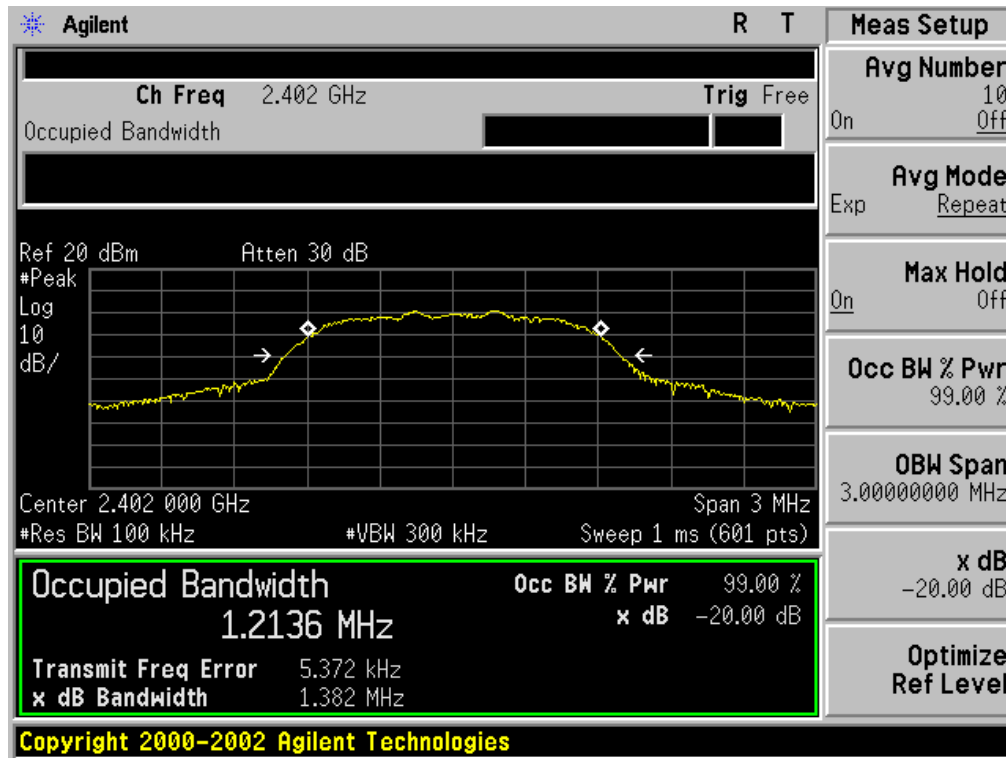 Agilent R T
Ch Freq 2.402 GHz Trig Free
Occupied Bandwidth
Ref 20 dBm Atten 30 dB
#Peak
Log
10
dB/
Center 2.402 000 GHz Span 3 MHz
#Res BW 100 kHz #VBW 300 kHz Sweep 1 ms (601 pts)
Occupied Bandwidth Occ BW % Pwr 99.00 %
1.2136 MHz x dB -20.00 dB
Transmit Freq Error 5.372 kHz
x dB Bandwidth 1.382 MHz
Copyright 2000-2002 Agilent Technologies
Meas Setup
Avg Number
10
On Off
Avg Mode
Exp Repeat
Max Hold
On Off
Occ BW % Pwr
99.00 %
OBW Span
3.00000000 MHz
x dB
-20.00 dB
Optimize
Ref Level